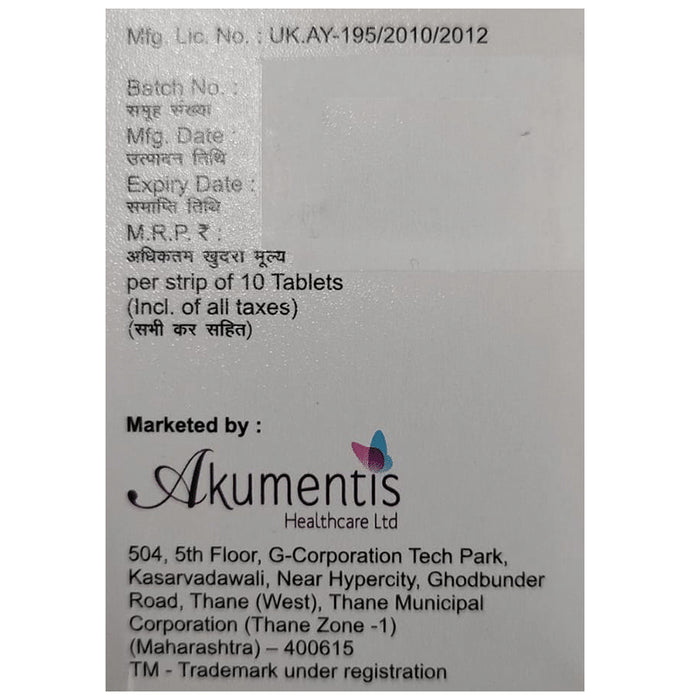 Mfg. Lic. No. : UK.AY-195/2010/2012
Batch No. :
समूह संख्या
Mfg. Date :
उत्पादन तिथि
Expiry Date :
समाप्ति तिथि
M.R.P. ₹ :
अधिकतम खुदरा मूल्य
per strip of 10 Tablets
(Incl. of all taxes)
(सभी कर सहित)
Marketed by :
Akumentis
Healthcare Ltd
504, 5th Floor, G-Corporation Tech Park,
Kasarvadawali, Near Hypercity, Ghodbunder
Road, Thane (West), Thane Municipal
Corporation (Thane Zone -1)
(Maharashtra) – 400615
TM - Trademark under registration